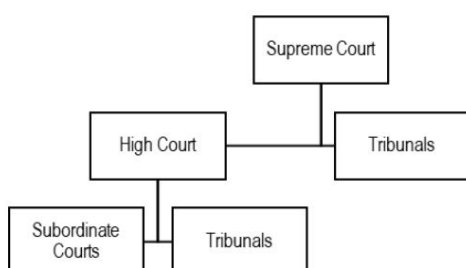 Supreme Court
High Court
Tribunals
Subordinate
Courts
Tribunals